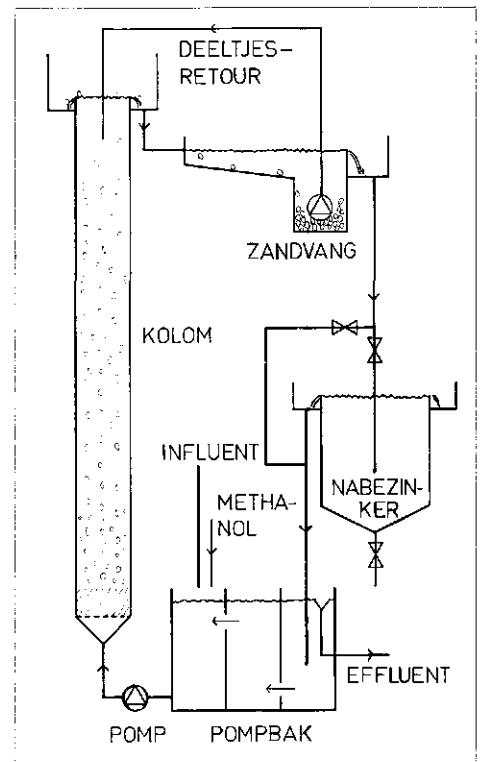 DEELTJES-
RETOUR
ZANDVANG
KOLOM
INFLUENT
METHA-
NOL
NABEZIN-
KER
EFFLUENT
POMP
POMPBAK